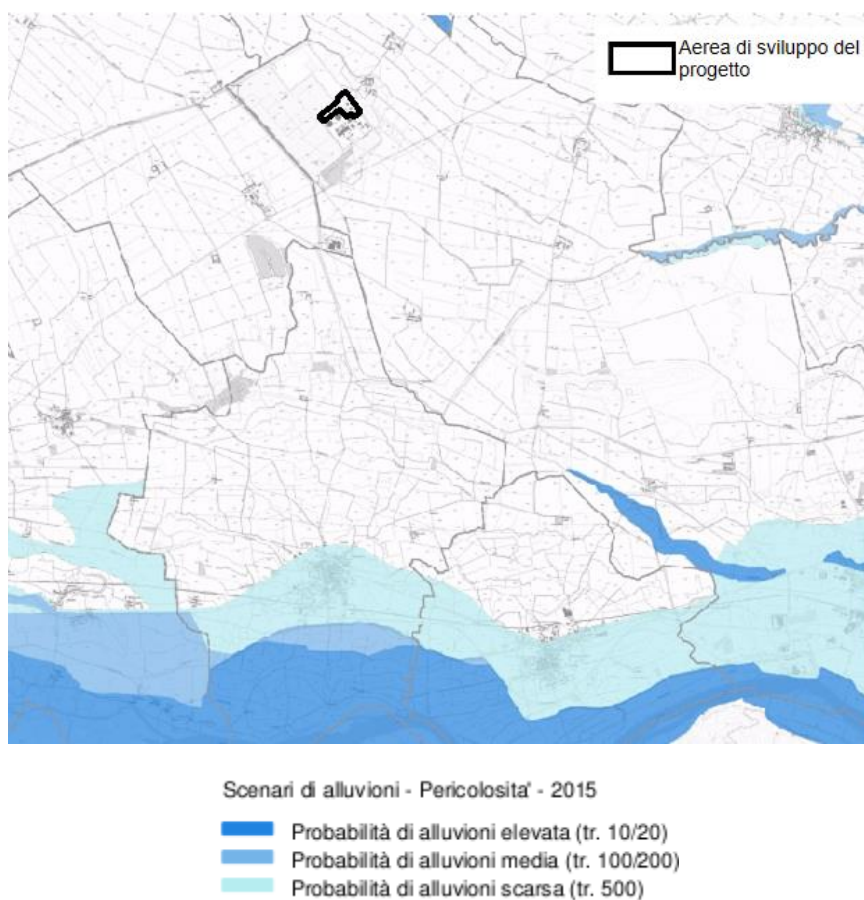 Aerea di sviluppo del
progetto
Scenari di alluvioni - Pericolosita' - 2015
Probabilità di alluvioni elevata (tr. 10/20)
Probabilità di alluvioni media (tr. 100/200)
Probabilità di alluvioni scarsa (tr. 500)